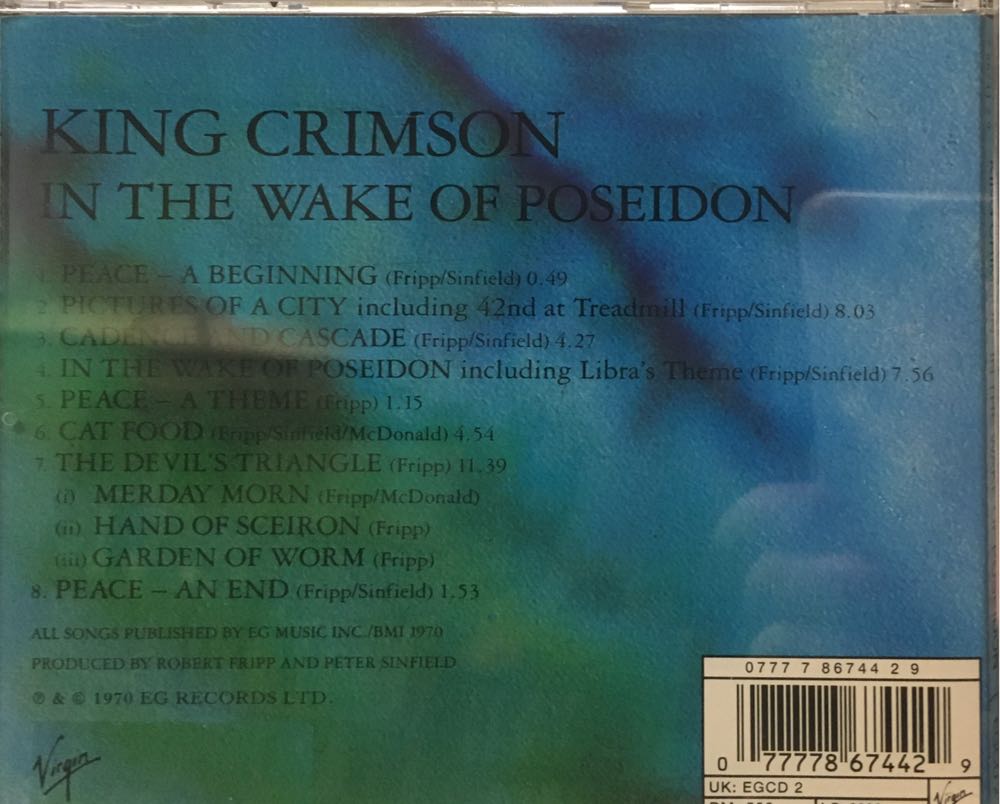 KING CRIMSON
IN THE WAKE OF POSEIDON
1. PEACE – A BEGINNING (Fripp/Sinfield) 0.49
2. PICTURES OF A CITY including 42nd at Treadmill (Fripp/Sinfield) 8.03
3. CADENCE AND CASCADE (Fripp/Sinfield) 4.27
4. IN THE WAKE OF POSEIDON including Libra's Theme (Fripp/Sinfield) 7.56
5. PEACE – A THEME (Fripp) 1.15
6. CAT FOOD (Fripp/Sinfield/McDonald) 4.54
7. THE DEVIL'S TRIANGLE (Fripp) 11.39
(i) MERDAY MORN (Fripp/McDonald)
(ii) HAND OF SCEIRON (Fripp)
(iii) GARDEN OF WORM (Fripp)
8. PEACE – AN END (Fripp/Sinfield) 1.53
ALL SONGS PUBLISHED BY EG MUSIC INC./BMI 1970
PRODUCED BY ROBERT FRIPP AND PETER SINFIELD
℗ & © 1970 EG RECORDS LTD.
Virgin
0777 7 86744 2 9
0 77778 67442 9
UK: EGCD 2
Virgin